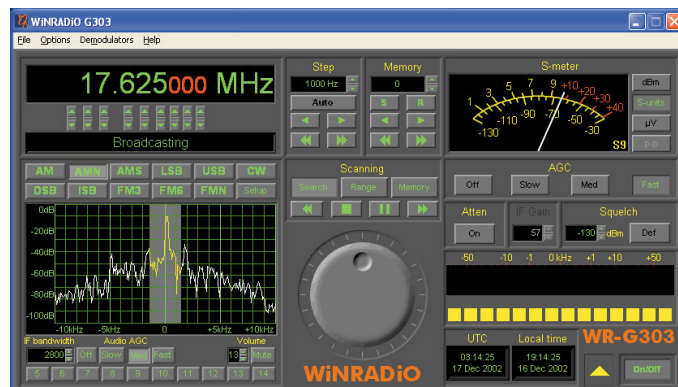 WiNRADiO G303
File Options Demodulators Help
17.625000 MHz
Broadcasting
Step
1000 Hz
Auto
Memory
0
S R
S-meter
1 3 5 7 9 +10 +20 +30 +40
-130 -110 -90 -70 -50 -30
S9
dBm
S-units
µV
p-p
AM AMN AMS LSB USB CW
DSB ISB FM3 FM6 FMN Setup
0dB
-20dB
-40dB
-60dB
-80dB
-100dB
-10kHz -5kHz 0 +5kHz +10kHz
IF bandwidth Audio AGC Volume
2800 Off Slow Med Fast 13 Mute
5 6 7 8 9 10 11 12 13 14
Scanning
Search Range Memory
WiNRADiO
AGC
Off Slow Med Fast
Atten
On
IF Gain
57
Squelch
-130 dBm Def
-50 -10 -1 0 kHz +1 +10 +50
UTC
03:14:25
17 Dec 2002
Local time
19:14:25
16 Dec 2002
WR-G303
On/Off